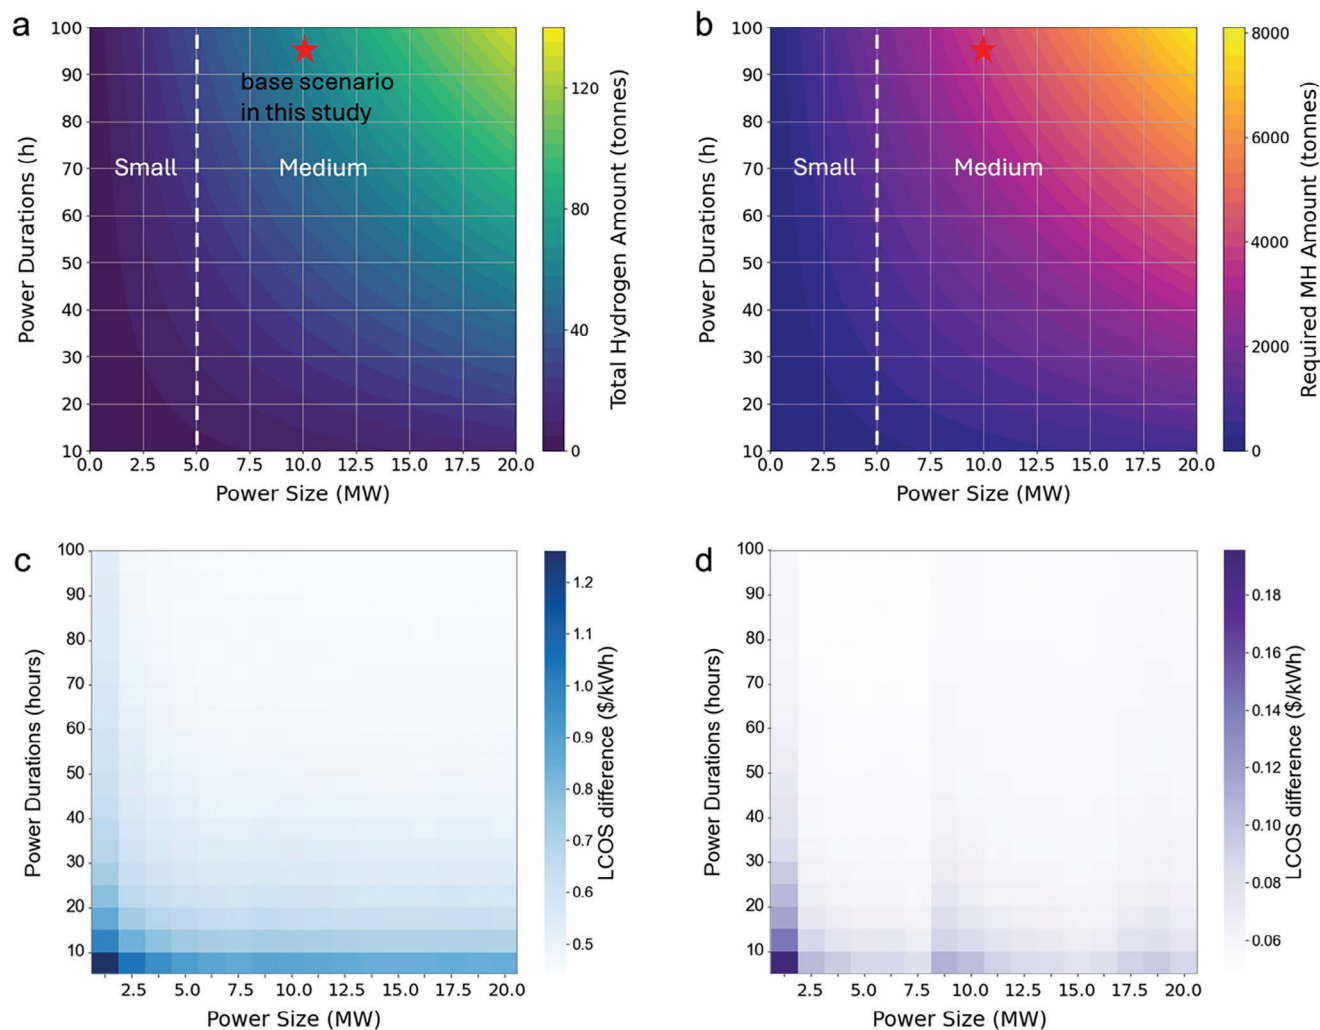 a
100
90
80
70
60
50
40
30
20
10
Power Durations (h)
base scenario
in this study
Small
Medium
0.0 2.5 5.0 7.5 10.0 12.5 15.0 17.5 20.0
Power Size (MW)
120
80
40
0
Total Hydrogen Amount (tonnes)
b
100
90
80
70
60
50
40
30
20
10
Power Durations (h)
Small
Medium
0.0 2.5 5.0 7.5 10.0 12.5 15.0 17.5 20.0
Power Size (MW)
8000
6000
4000
2000
0
Required MH Amount (tonnes)
c
100
90
80
70
60
50
40
30
20
10
Power Durations (hours)
2.5 5.0 7.5 10.0 12.5 15.0 17.5 20.0
Power Size (MW)
1.2
1.1
1.0
0.9
0.8
0.7
0.6
0.5
LCOS difference ($/kWh)
d
100
90
80
70
60
50
40
30
20
10
Power Durations (hours)
2.5 5.0 7.5 10.0 12.5 15.0 17.5 20.0
Power Size (MW)
0.18
0.16
0.14
0.12
0.10
0.08
0.06
LCOS difference ($/kWh)